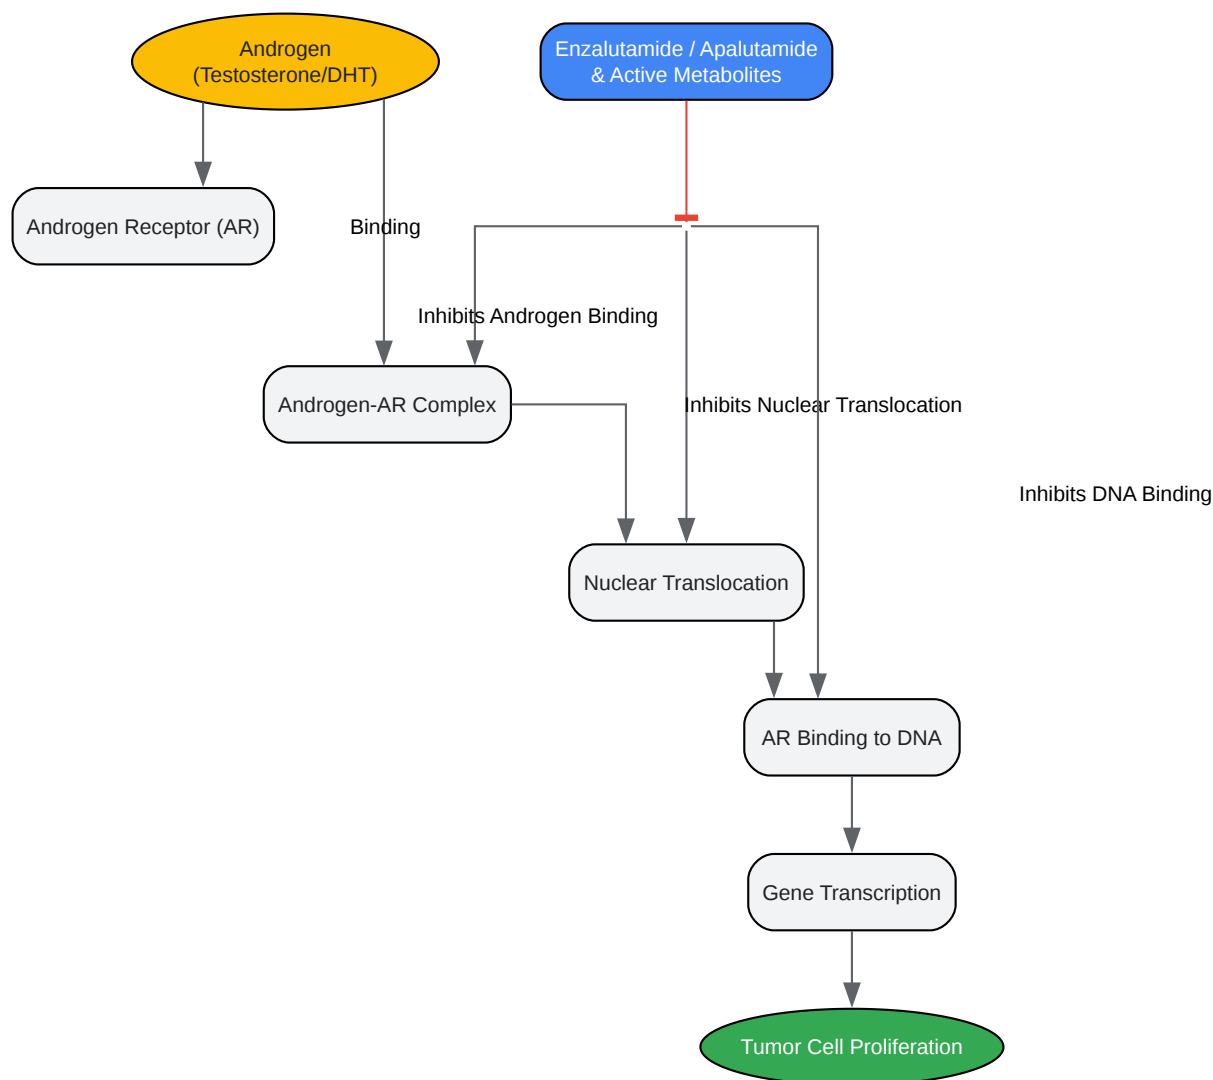 Androgen
(Testosterone/DHT)
Enzalutamide / Apalutamide
& Active Metabolites
Androgen Receptor (AR)
Binding
Inhibits Androgen Binding
Androgen-AR Complex
Inhibits Nuclear Translocation
Inhibits DNA Binding
Nuclear Translocation
AR Binding to DNA
Gene Transcription
Tumor Cell Proliferation